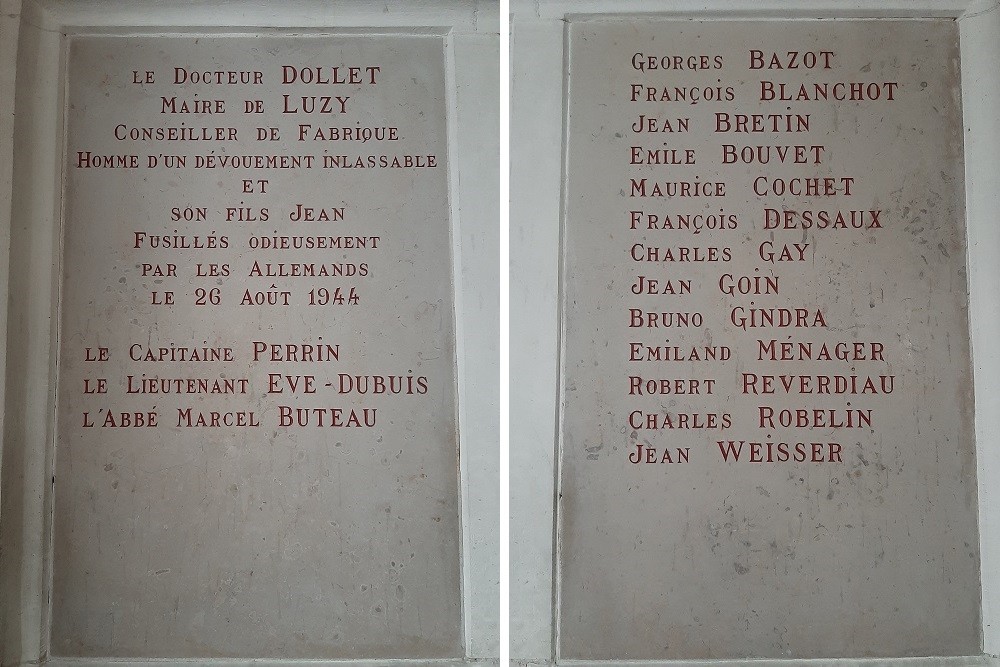 LE DOCTEUR DOLLET
MAIRE DE LUZY
CONSEILLER DE FABRIQUE
HOMME D'UN DÉVOUEMENT INLASSABLE
ET
SON FILS JEAN
FUSILLÉS ODIEUSEMENT
PAR LES ALLEMANDS
LE 26 AOÛT 1944
LE CAPITAINE PERRIN
LE LIEUTENANT EVE-DUBUIS
L'ABBÉ MARCEL BUTEAU
GEORGES BAZOT
FRANÇOIS BLANCHOT
JEAN BRETIN
EMILE BOUVET
MAURICE COCHET
FRANÇOIS DESSAUX
CHARLES GAY
JEAN GOIN
BRUNO GINDRA
EMILAND MÉNAGER
ROBERT REVERDIAU
CHARLES ROBELIN
JEAN WEISSER